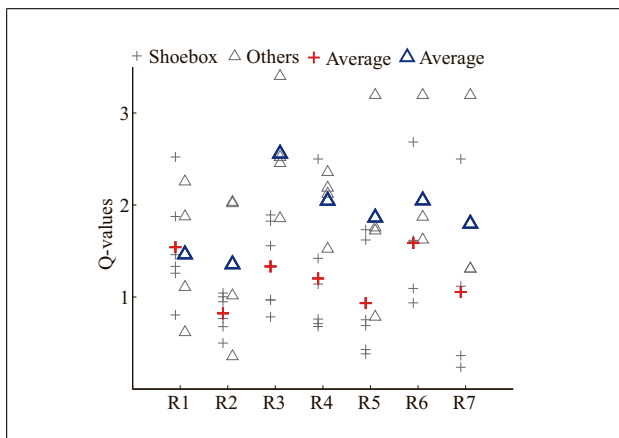 Shoebox Others Average Average
3
2
1
Q-values
R1 R2 R3 R4 R5 R6 R7